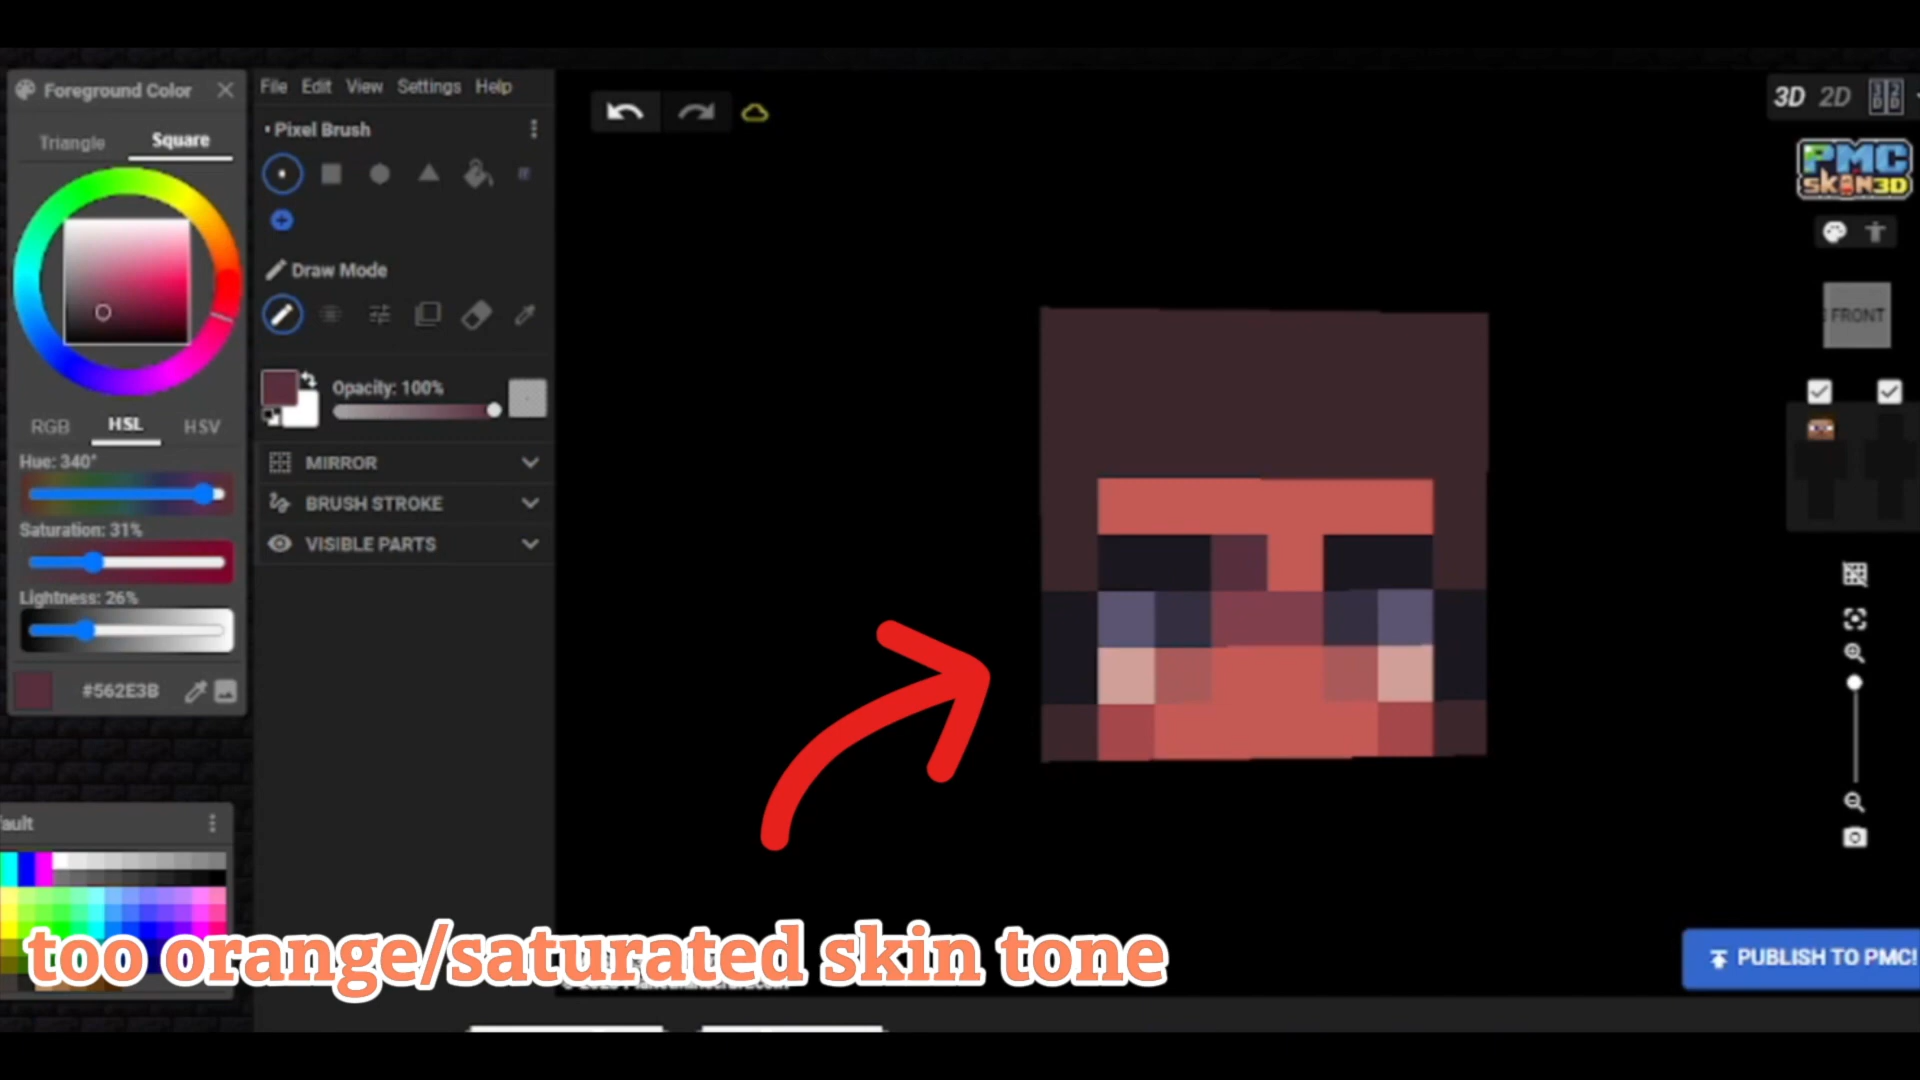 Foreground Color
File Edit View Settings Help
3D 2D
Triangle Square
Pixel Brush
PMC
SKIN3D
Draw Mode
FRONT
Opacity: 100%
RGB HSL HSV
Hue: 340°
MIRROR
Saturation: 31%
BRUSH STROKE
VISIBLE PARTS
Lightness: 26%
#562E3B
ault
too orange/saturated skin tone
PUBLISH TO PMC!